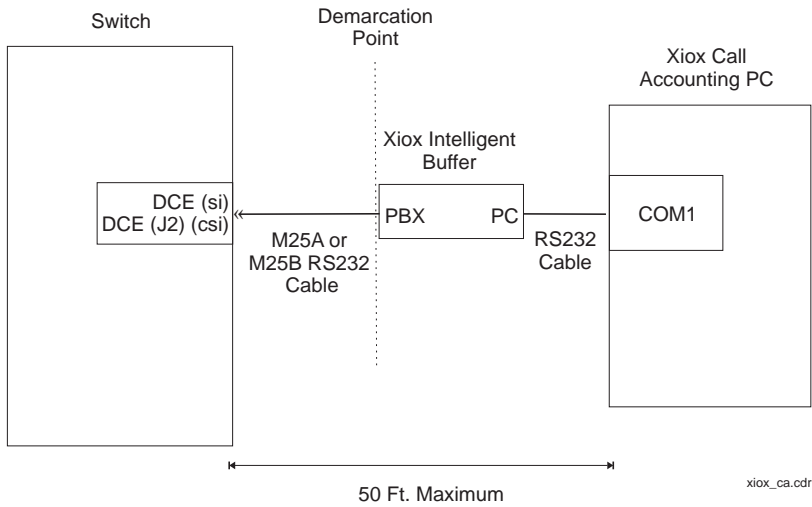 Switch
Demarcation
Point
Xiox Call
Accounting PC
Xiox Intelligent
Buffer
DCE (si)
DCE (J2) (csi)
PBX
PC
COM1
M25A or
M25B RS232
Cable
RS232
Cable
50 Ft. Maximum
xiox_ca.cdr